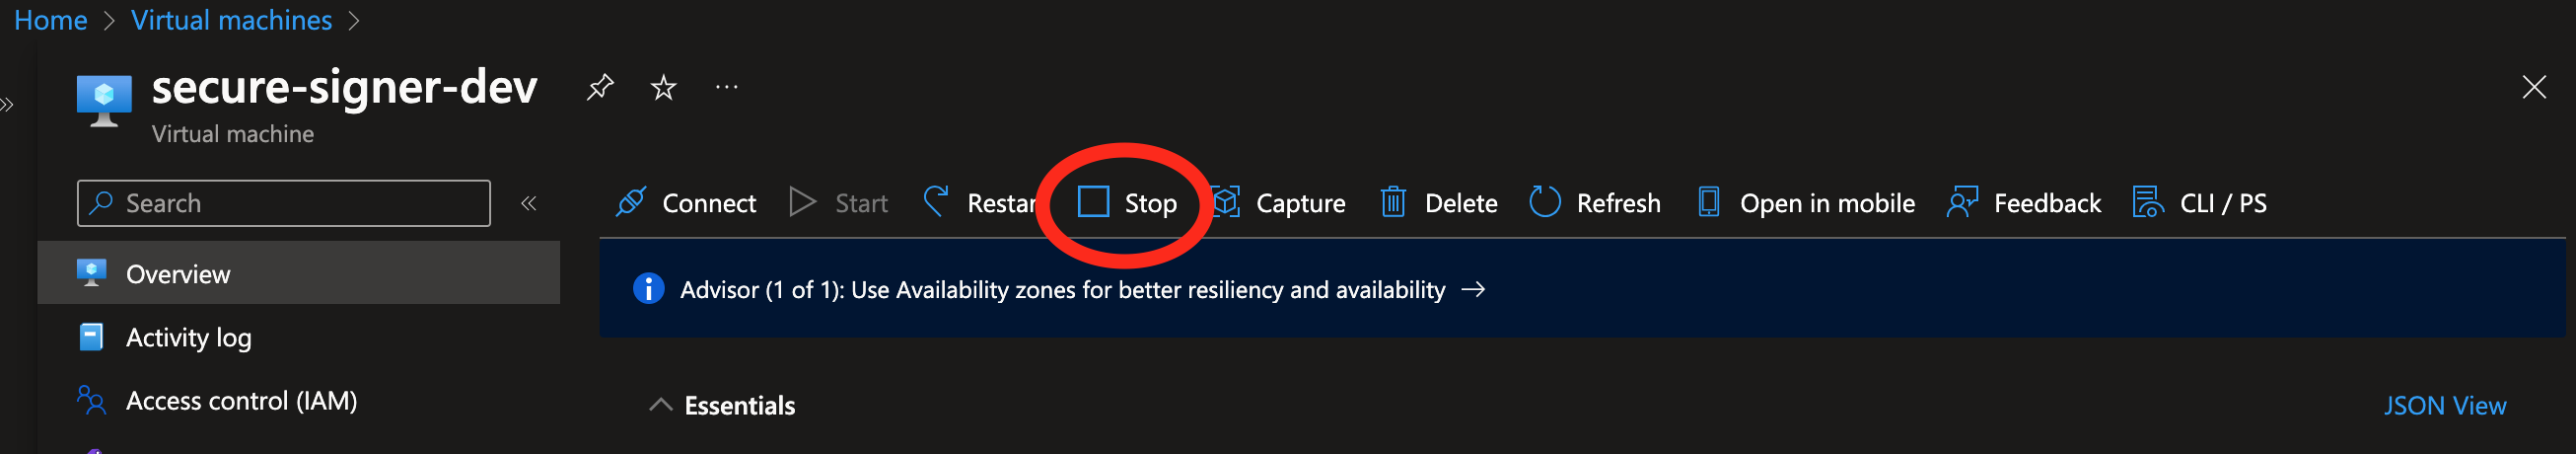 Home > Virtual machines >
secure-signer-dev
Virtual machine
Search
Connect Start Restar Stop Capture Delete Refresh Open in mobile Feedback CLI / PS
Overview
Advisor (1 of 1): Use Availability zones for better resiliency and availability →
Activity log
Access control (IAM)
Essentials
JSON View